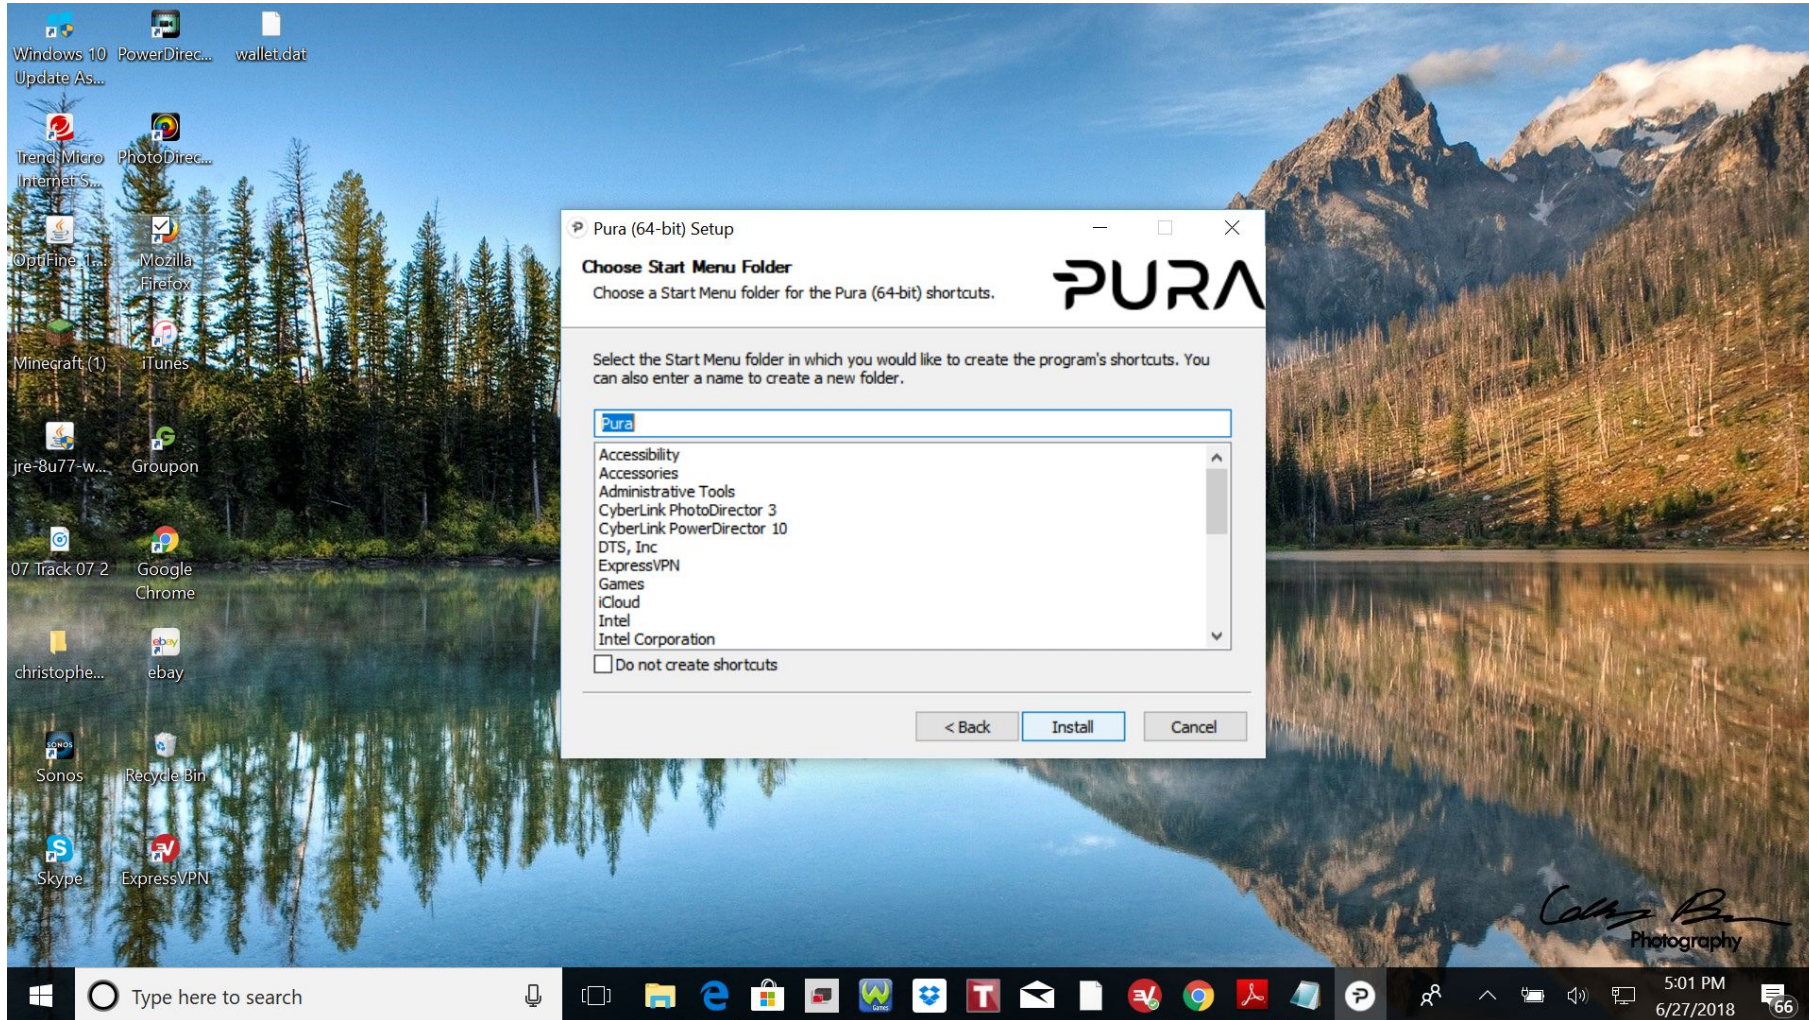 Windows 10
Update As...
PowerDirec...
wallet.dat
Trend Micro
Internet S...
PhotoDirec...
OptiFine_1....
Mozilla
Firefox
Minecraft (1)
iTunes
jre-8u77-w...
Groupon
07 Track 07 2
Google
Chrome
christophe...
ebay
ebay
SONOS
Sonos
Recycle Bin
Skype
ExpressVPN
Pura (64-bit) Setup
Choose Start Menu Folder
Choose a Start Menu folder for the Pura (64-bit) shortcuts.
PURA
Select the Start Menu folder in which you would like to create the program's shortcuts. You
can also enter a name to create a new folder.
Pura
Accessibility
Accessories
Administrative Tools
CyberLink PhotoDirector 3
CyberLink PowerDirector 10
DTS, Inc
ExpressVPN
Games
iCloud
Intel
Intel Corporation
Do not create shortcuts
< Back
Install
Cancel
Photography
Type here to search
W
Games
T
5:01 PM
6/27/2018
66